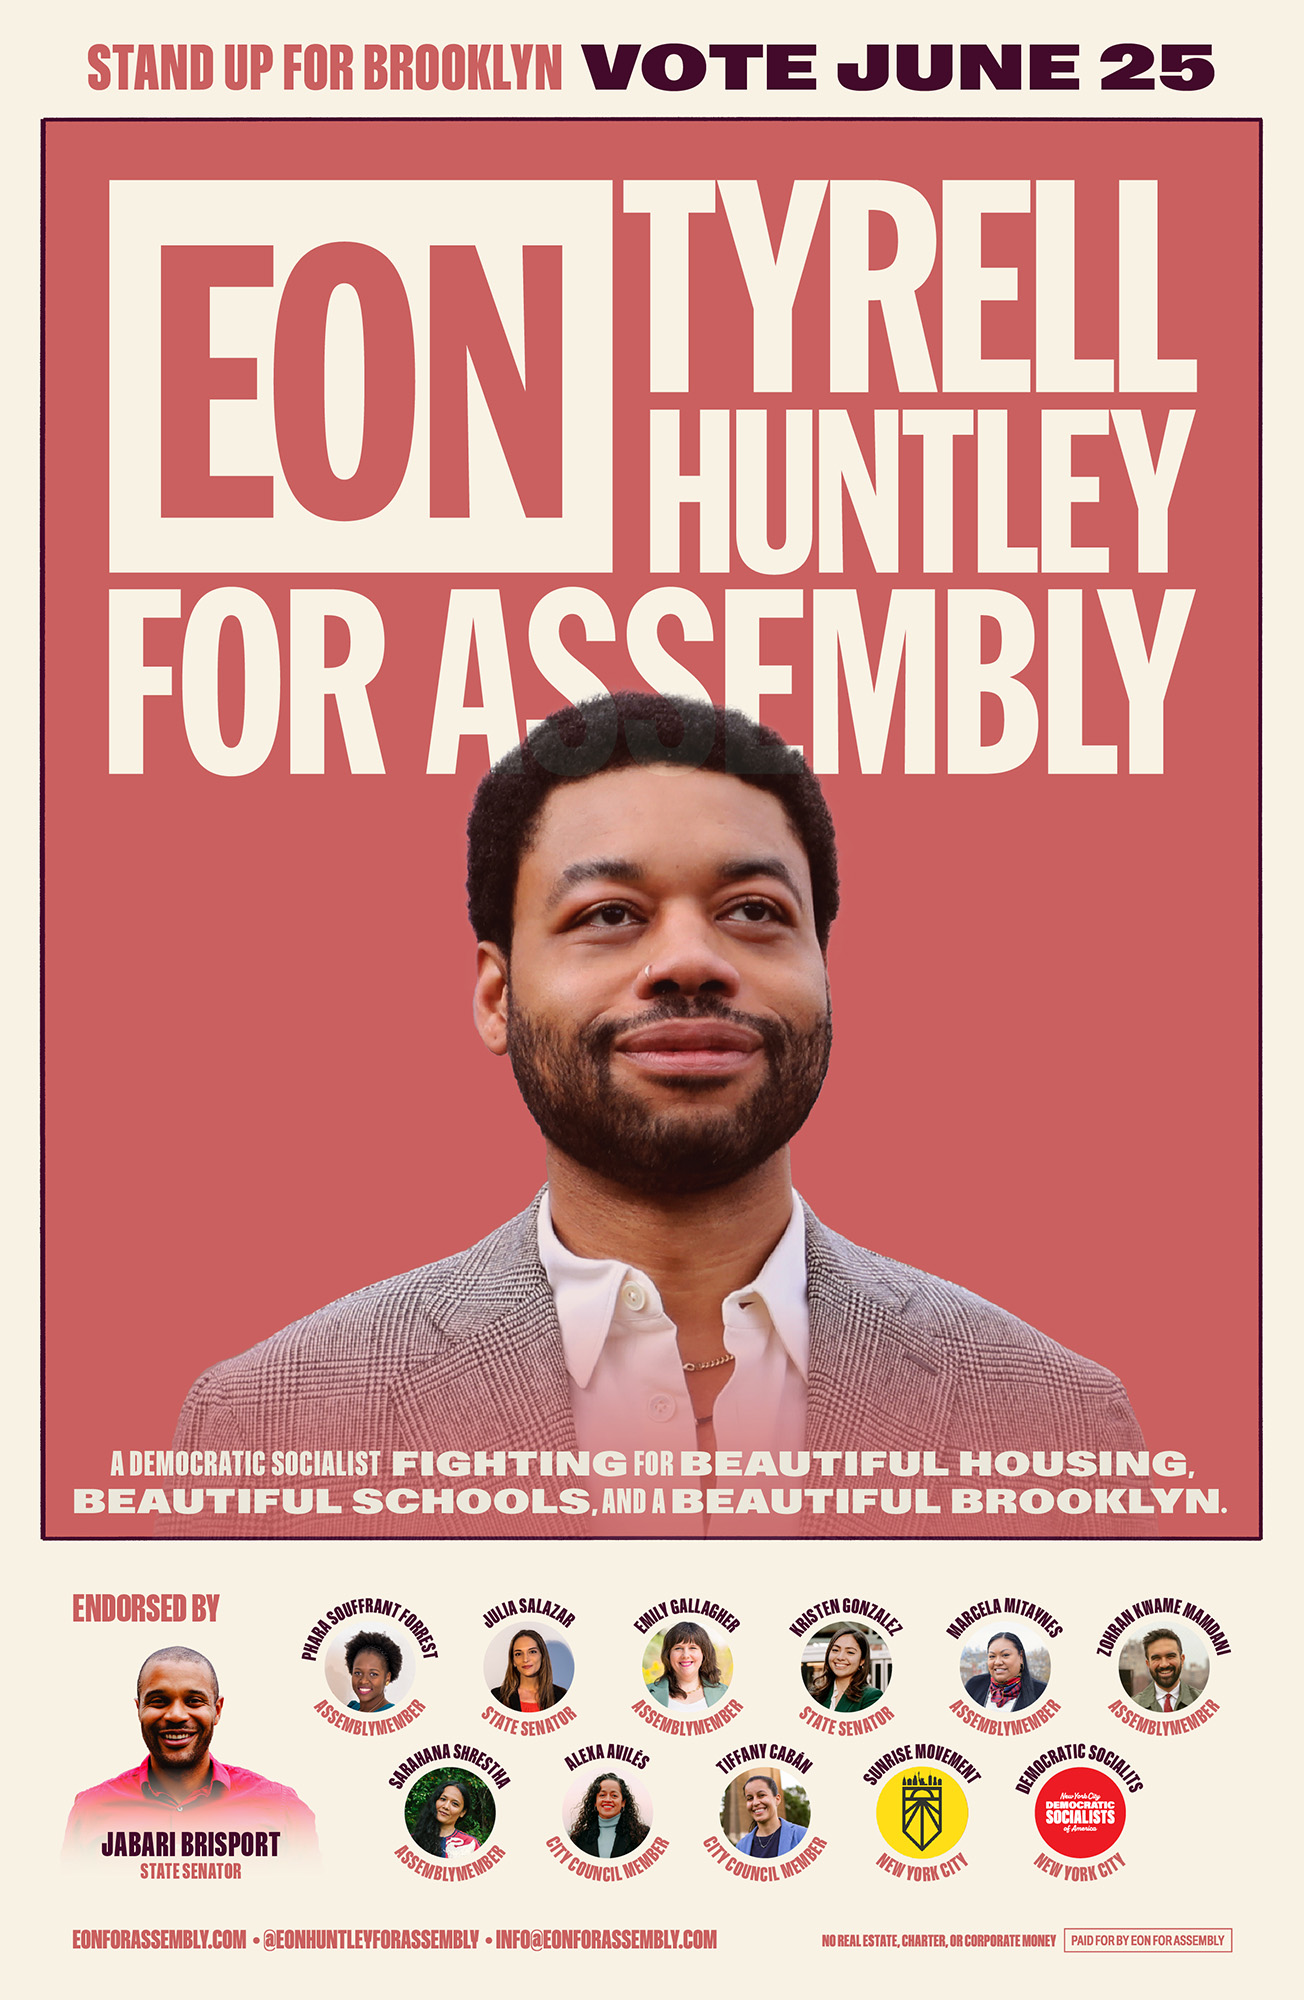 STAND UP FOR BROOKLYN VOTE JUNE 25
EON
TYRELL
HUNTLEY
FOR ASSEMBLY
A DEMOCRATIC SOCIALIST FIGHTING FOR BEAUTIFUL HOUSING,
BEAUTIFUL SCHOOLS, AND A BEAUTIFUL BROOKLYN.
ENDORSED BY
JABARI BRISPORT
STATE SENATOR
PHARA SOUFFRANT FORREST
ASSEMBLYMEMBER
JULIA SALAZAR
STATE SENATOR
EMILY GALLAGHER
ASSEMBLYMEMBER
KRISTEN GONZALEZ
STATE SENATOR
MARCELA MITAYNES
ASSEMBLYMEMBER
ZOHRAN KWAME MAMDANI
ASSEMBLYMEMBER
SARAHANA SHRESTHA
ASSEMBLYMEMBER
ALEXA AVILÉS
CITY COUNCIL MEMBER
TIFFANY CABÁN
CITY COUNCIL MEMBER
SUNRISE MOVEMENT
NEW YORK CITY
DEMOCRATIC SOCIALITS
New York City
DEMOCRATIC
SOCIALISTS
of America
NEW YORK CITY
EONFORASSEMBLY.COM • @EONHUNTLEYFORASSEMBLY • INFO@EONFORASSEMBLY.COM
NO REAL ESTATE, CHARTER, OR CORPORATE MONEY
PAID FOR BY EON FOR ASSEMBLY